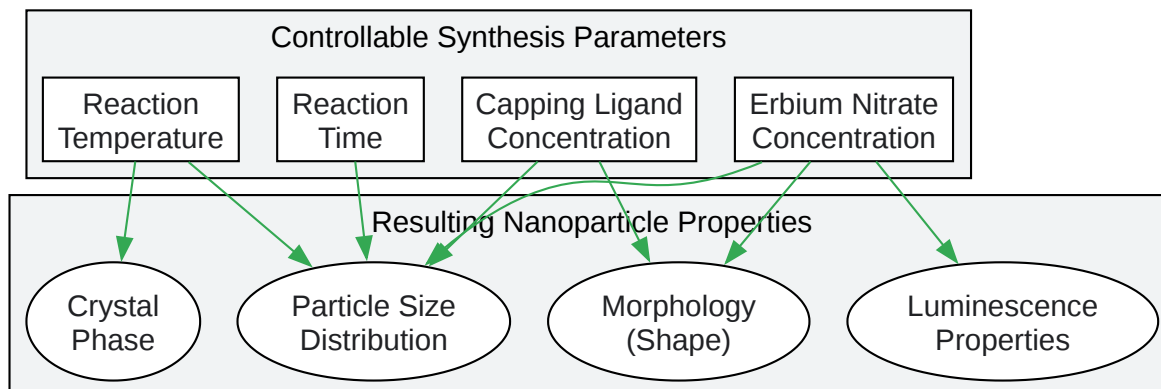 Controllable Synthesis Parameters
Reaction
Temperature
Reaction
Time
Capping Ligand
Concentration
Erbium Nitrate
Concentration
Resulting Nanoparticle Properties
Crystal
Phase
Particle Size
Distribution
Morphology
(Shape)
Luminescence
Properties